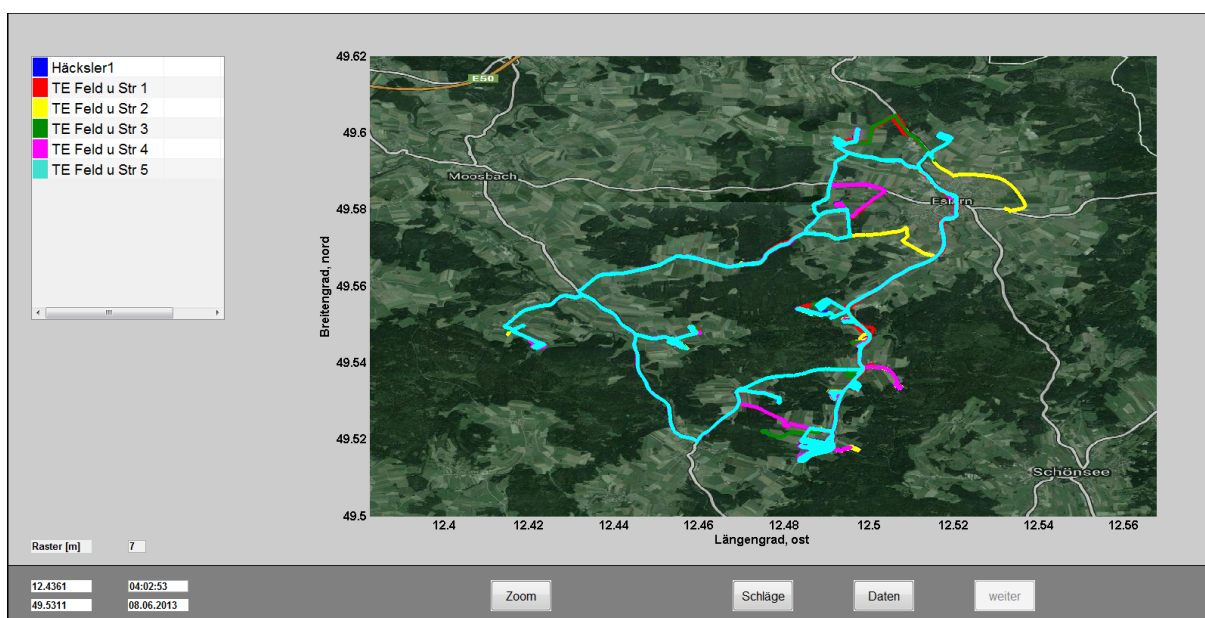 Häcksler1
TE Feld u Str 1
TE Feld u Str 2
TE Feld u Str 3
TE Feld u Str 4
TE Feld u Str 5
49.62
49.6
49.58
49.56
49.54
49.52
49.5
Breitengrad, nord
E50
Moosbach
Schönsee
12.4 12.42 12.44 12.46 12.48 12.5 12.52 12.54 12.56
Längengrad, ost
Raster [m] 7
12.4361 04:02:53
49.5311 08.06.2013
Zoom Schläge Daten weiter